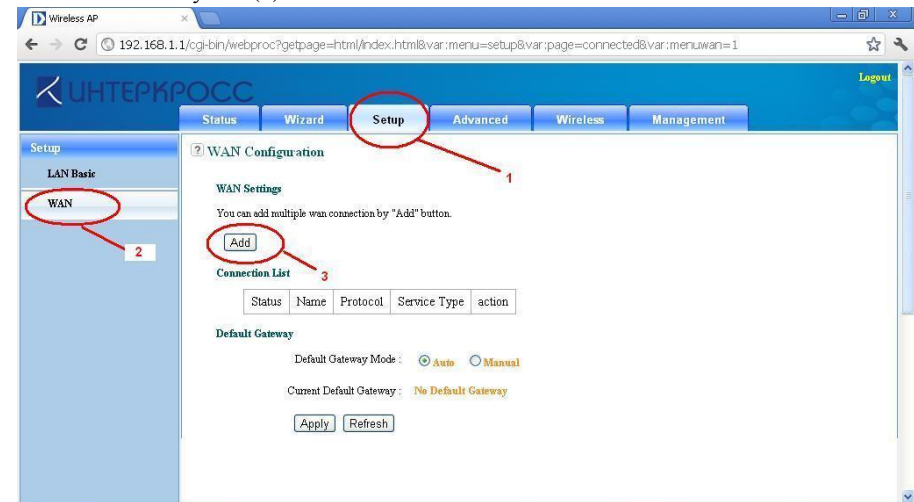 Wireless AP
192.168.1.1/cgi-bin/webproc?getpage=html/index.html&var:menu=setup&var:page=connected&var:menuwan=1
ИНТЕРКРОСС
Logout
Status Wizard Setup Advanced Wireless Management
Setup
LAN Basic
WAN
? WAN Configuration
1
WAN Settings
You can add multiple wan connection by "Add" button.
Add
2
3
Connection List
Status Name Protocol Service Type action
Default Gateway
Default Gateway Mode : Auto Manual
Current Default Gateway : No Default Gateway
Apply Refresh